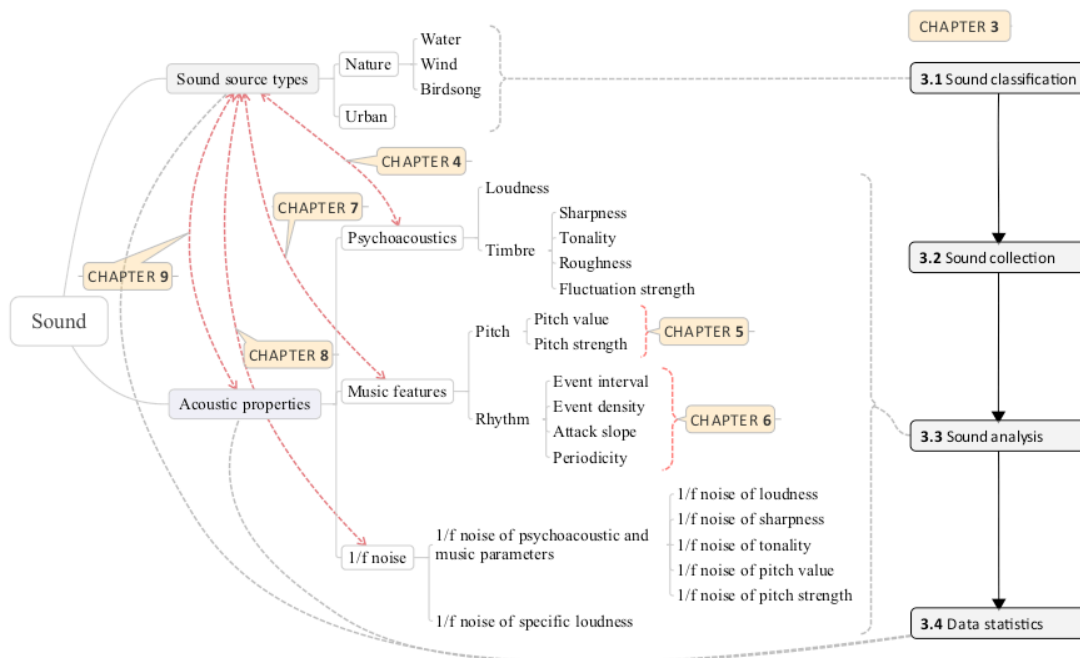 CHAPTER 3
Water
Sound source types
Nature
Wind
3.1 Sound classification
Birdsong
Urban
CHAPTER 4
Loudness
CHAPTER 7
Sharpness
Psychoacoustics
Tonality
Timbre
Roughness
3.2 Sound collection
CHAPTER 9
Fluctuation strength
Sound
Pitch value
Pitch
CHAPTER 5
Pitch strength
CHAPTER 8
Event interval
Music features
Acoustic properties
Event density
Rhythm
CHAPTER 6
Attack slope
3.3 Sound analysis
Periodicity
1/f noise of loudness
1/f noise of sharpness
1/f noise of psychoacoustic and
music parameters
1/f noise of tonality
1/f noise
1/f noise of pitch value
1/f noise of pitch strength
1/f noise of specific loudness
3.4 Data statistics